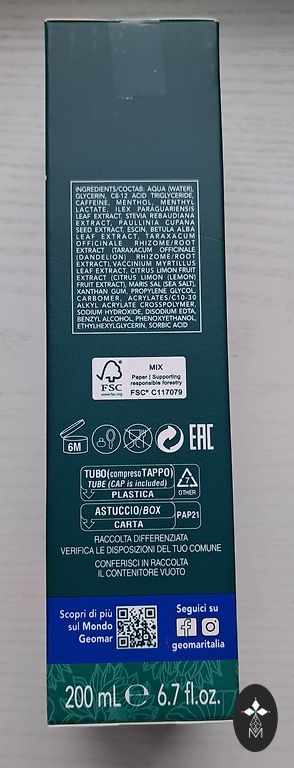 INGREDIENTS/СОСТАВ: AQUA (WATER),
GLYCERIN, C8-12 ACID TRIGLYCERIDE,
CAFFEINE, MENTHOL, MENTHYL
LACTATE, ILEX PARAGUARIENSIS
LEAF EXTRACT, STEVIA REBAUDIANA
EXTRACT, PAULLINIA CUPANA
SEED EXTRACT, ESCIN, BETULA ALBA
LEAF EXTRACT, TARAXACUM
OFFICINALE RHIZOME/ROOT
EXTRACT (TARAXACUM OFFICINALE
(DANDELION) RHIZOME/ROOT
EXTRACT), VACCINIUM MYRTILLUS
LEAF EXTRACT, CITRUS LIMON FRUIT
EXTRACT (CITRUS LIMON (LEMON)
FRUIT EXTRACT), MARIS SAL (SEA SALT),
XANTHAN GUM, PROPYLENE GLYCOL,
CARBOMER, ACRYLATES/C10-30
ALKYL ACRYLATE CROSSPOLYMER,
SODIUM HYDROXIDE, DISODIUM EDTA,
BENZYL ALCOHOL, PHENOXYETHANOL,
ETHYLHEXYLGLYCERIN, SORBIC ACID
FSC
www.fsc.org
MIX
Paper | Supporting
responsible forestry
FSC® C117079
6M
EAC
TUBO (compreso TAPPO)
TUBE (CAP is included)
PLASTICA
7
OTHER
ASTUCCIO/BOX
CARTA
PAP21
RACCOLTA DIFFERENZIATA
VERIFICA LE DISPOSIZIONI DEL TUO COMUNE
CONFERISCI IN RACCOLTA
IL CONTENITORE VUOTO
Scopri di più
sul Mondo
Geomar
Seguici su
geomaritalia
200 mL ℮ 6.7 fl.oz.